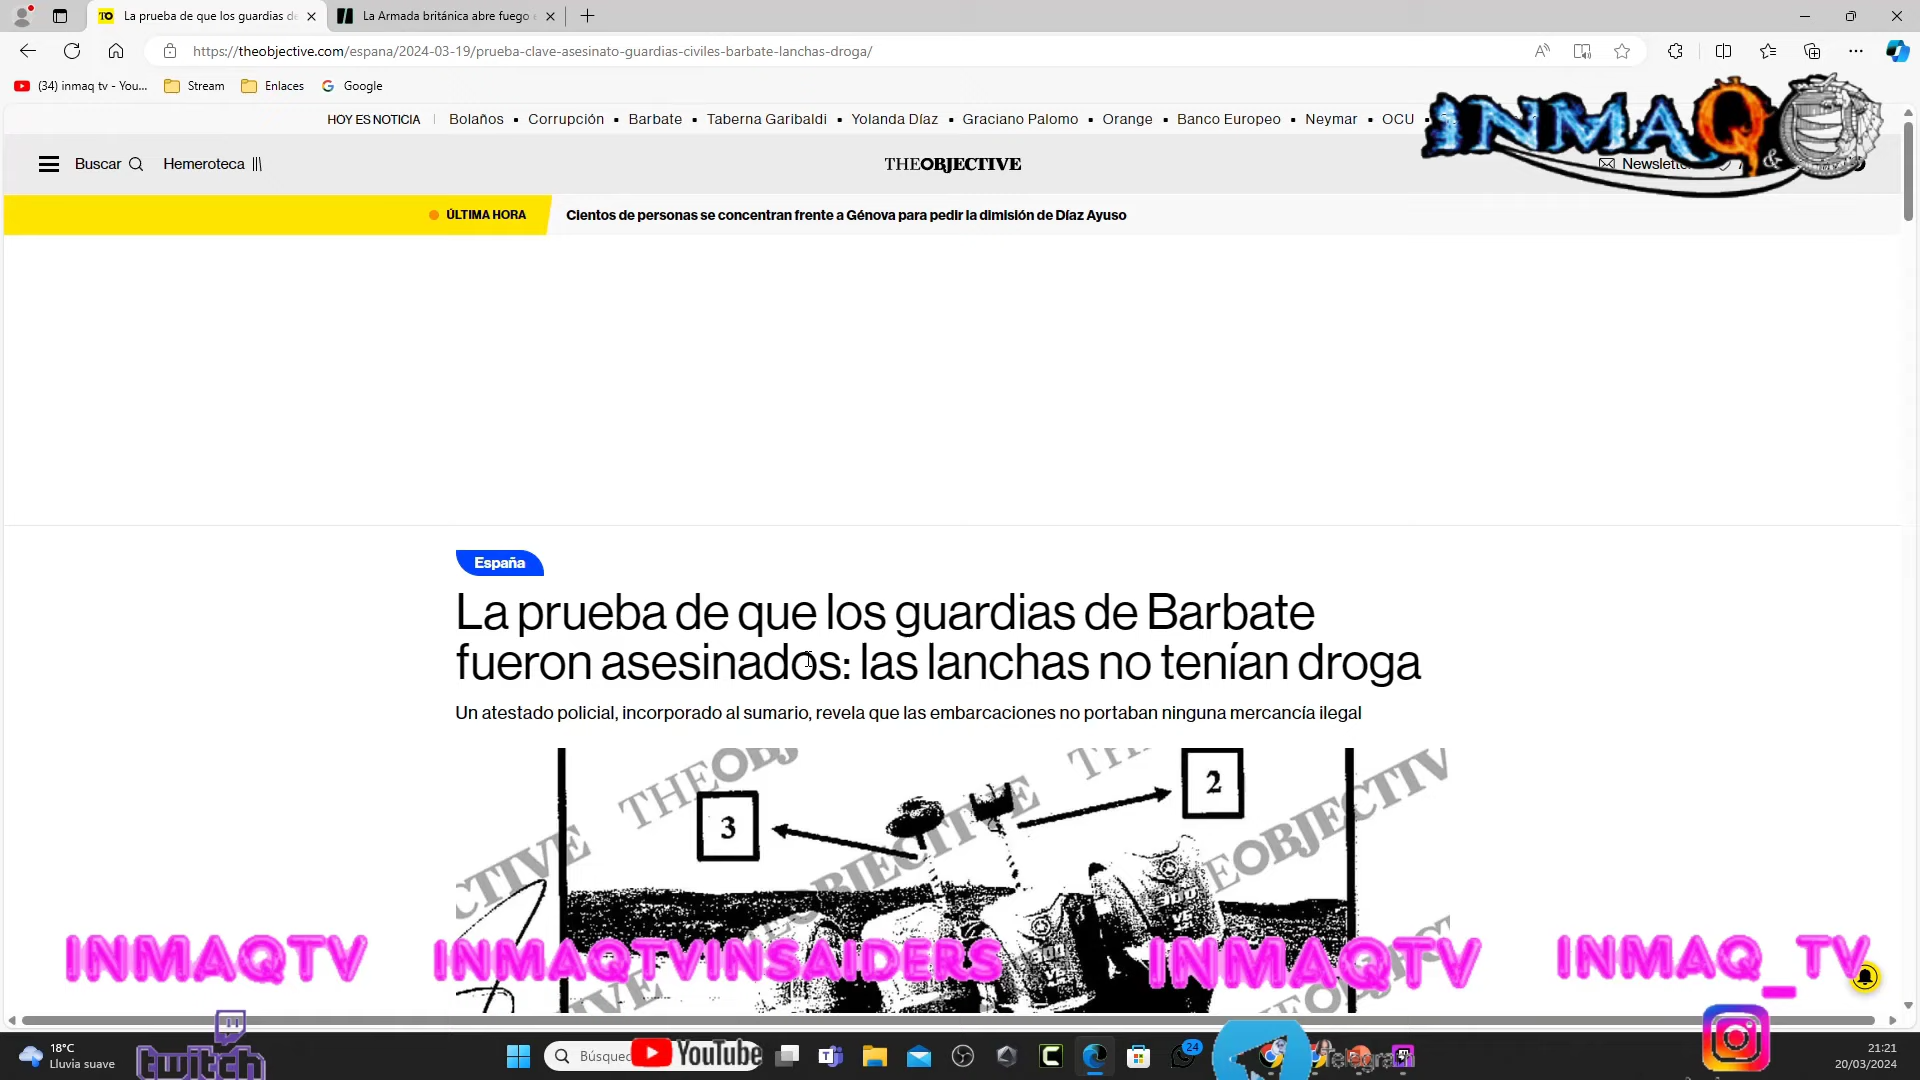 La prueba de que los guardias de
La Armada británica abre fuego
https://theobjective.com/espana/2024-03-19/prueba-clave-asesinato-guardias-civiles-barbate-lanchas-droga/
(34) inmaq tv - You...
Stream
Enlaces
Google
HOY ES NOTICIA
Bolaños ▪ Corrupción ▪ Barbate ▪ Taberna Garibaldi ▪ Yolanda Díaz ▪ Graciano Palomo ▪ Orange ▪ Banco Europeo ▪ Neymar ▪ OCU
INMAQ
&
Buscar
Hemeroteca
THEOBJECTIVE
ÚLTIMA HORA
Cientos de personas se concentran frente a Génova para pedir la dimisión de Díaz Ayuso
España
La prueba de que los guardias de Barbate
fueron asesinados: las lanchas no tenían droga
Un atestado policial, incorporado al sumario, revela que las embarcaciones no portaban ninguna mercancía ilegal
3
2
300
V6
300
V6
INMAQTV
INMAQTVINSAIDERS
INMAQTV
INMAQ_TV
18°C
Lluvia suave
twitch
YouTube
24
Telegram
21:21
20/03/2024